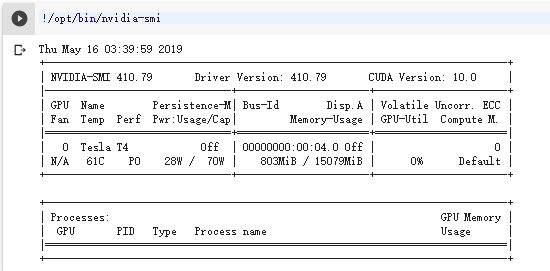 !/opt/bin/nvidia-smi
Thu May 16 03:39:59 2019
NVIDIA-SMI 410.79 Driver Version: 410.79 CUDA Version: 10.0
GPU Name Persistence-M| Bus-Id Disp.A | Volatile Uncorr. ECC
Fan Temp Perf Pwr:Usage/Cap| Memory-Usage | GPU-Util Compute M.
0 Tesla T4 Off | 00000000:00:04.0 Off | 0
N/A 61C P0 28W / 70W | 803MiB / 15079MiB | 0% Default
Processes: GPU Memory
GPU PID Type Process name Usage